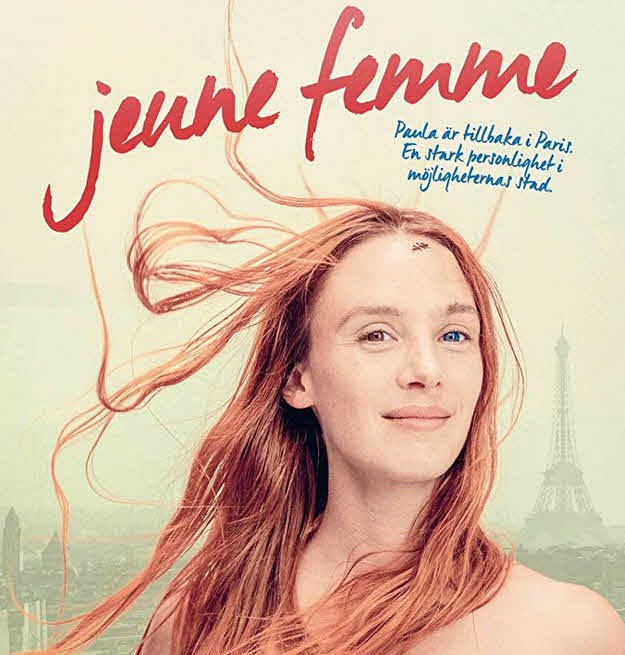 jeune femme
Paula är tillbaka i Paris.
En stark personlighet i
möjligheternas stad.